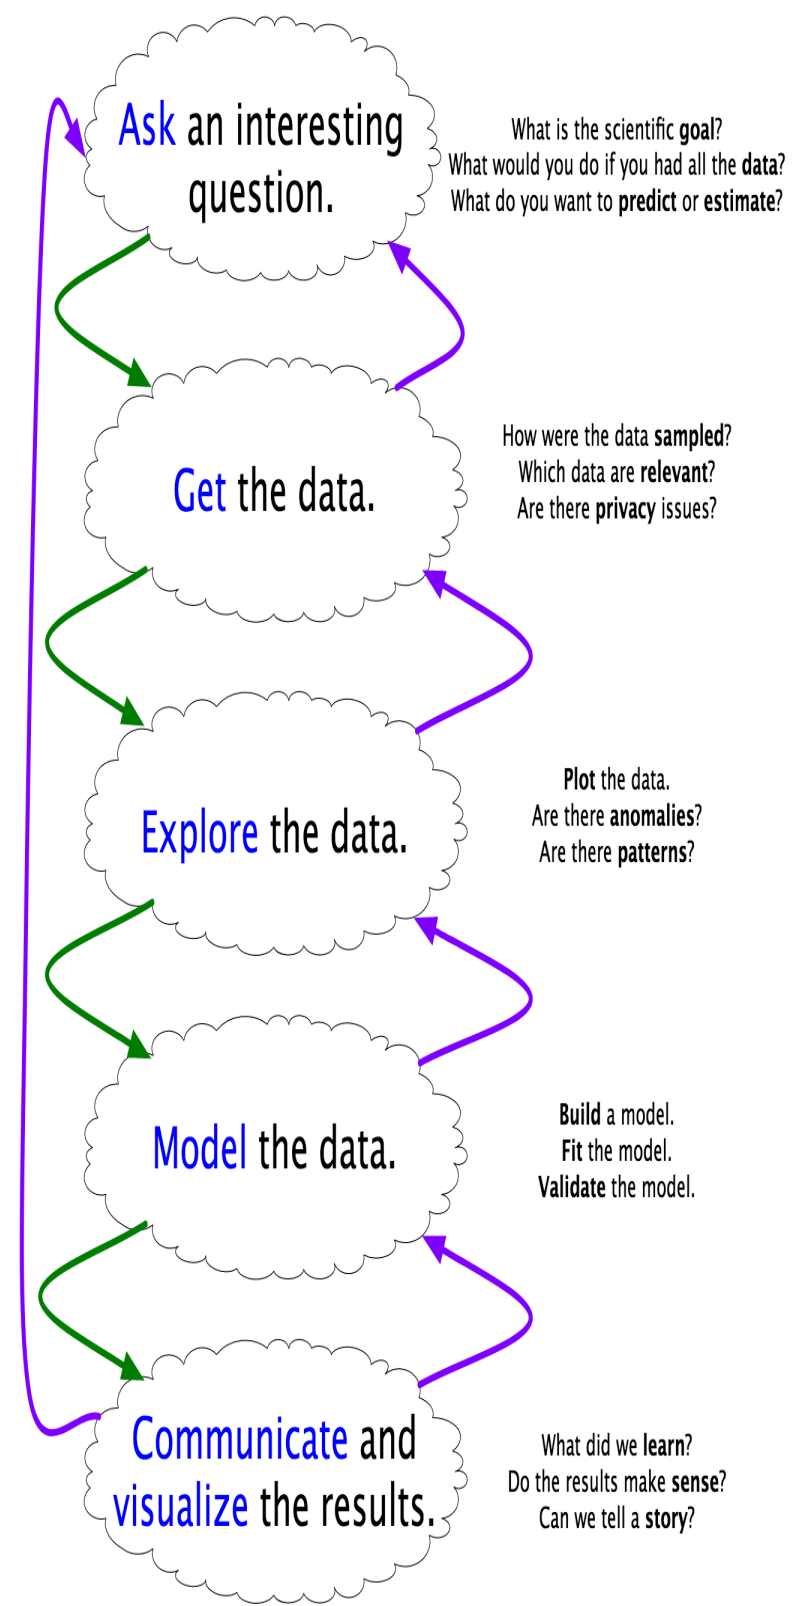 Ask an interesting
question.
What is the scientific goal?
What would you do if you had all the data?
What do you want to predict or estimate?
Get the data.
How were the data sampled?
Which data are relevant?
Are there privacy issues?
Explore the data.
Plot the data.
Are there anomalies?
Are there patterns?
Model the data.
Build a model.
Fit the model.
Validate the model.
Communicate and
visualize the results.
What did we learn?
Do the results make sense?
Can we tell a story?